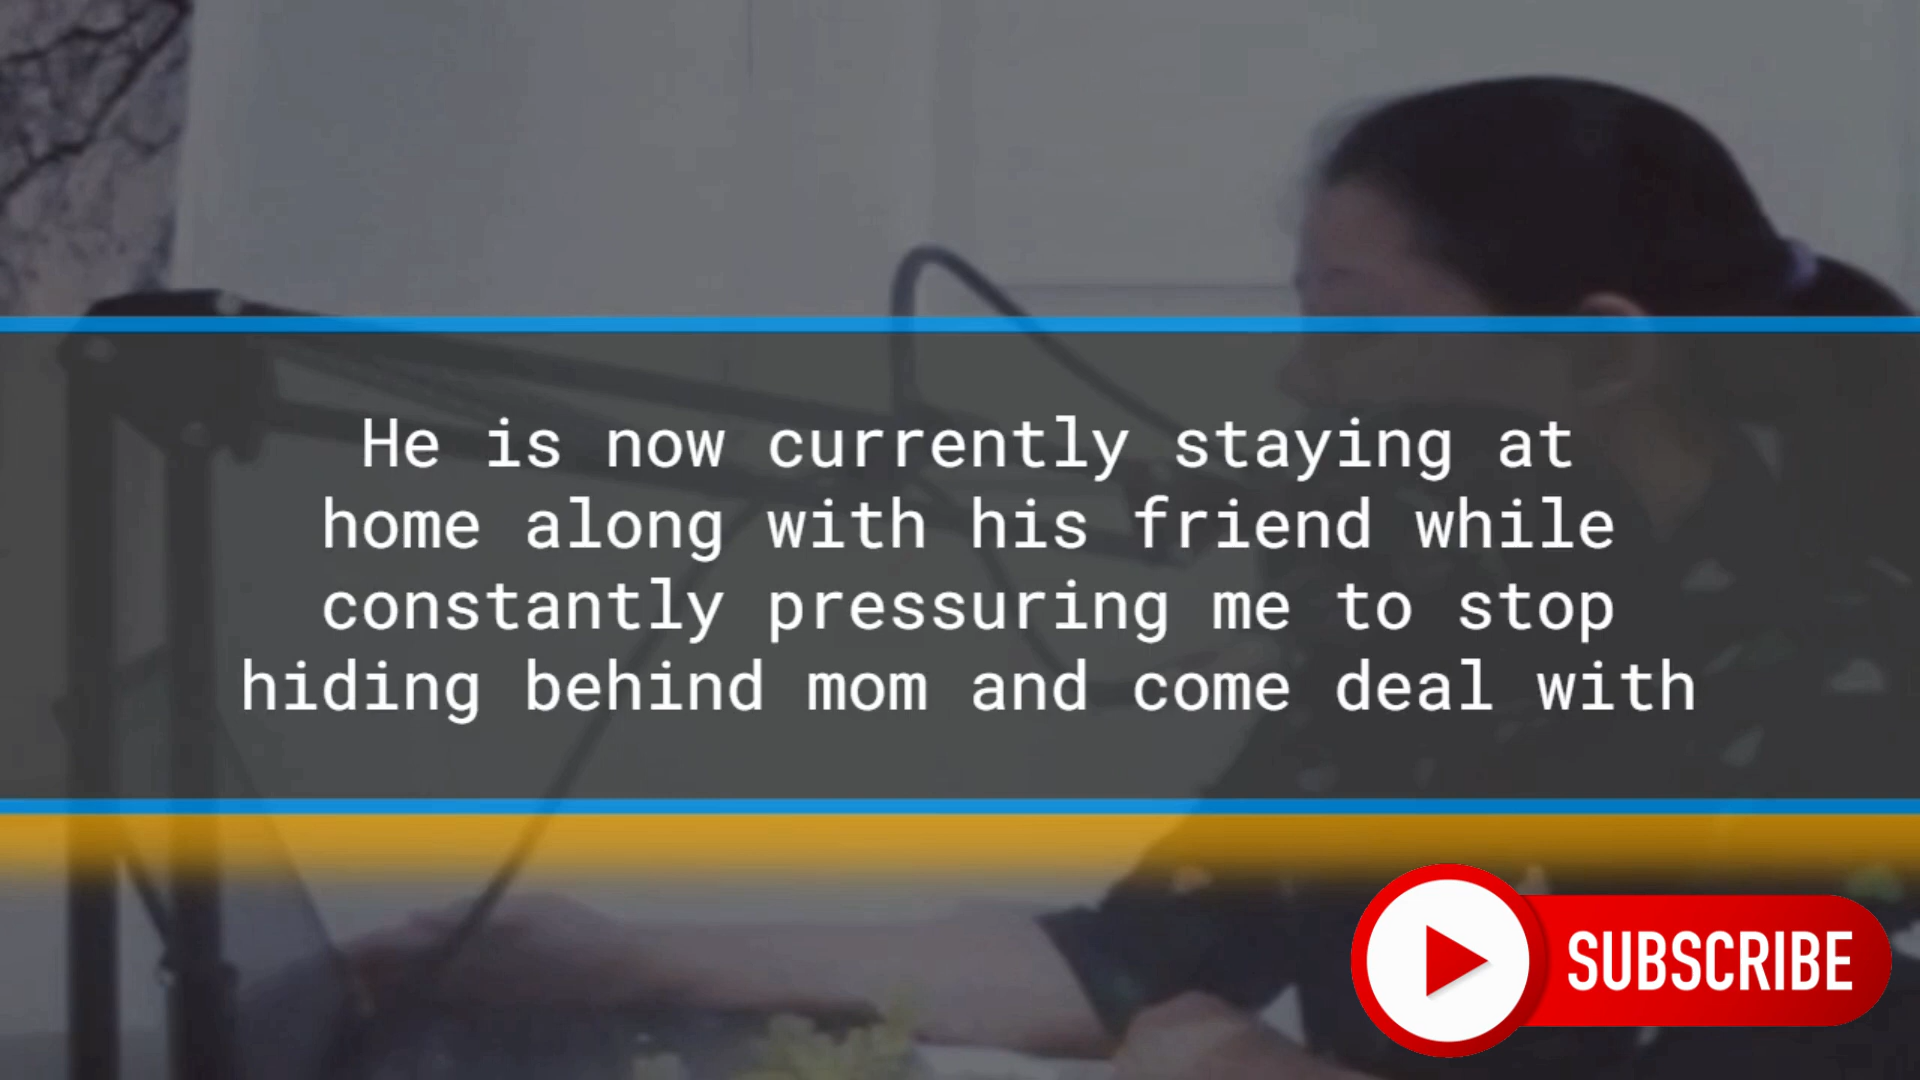 He is now currently staying at
home along with his friend while
constantly pressuring me to stop
hiding behind mom and come deal with
SUBSCRIBE